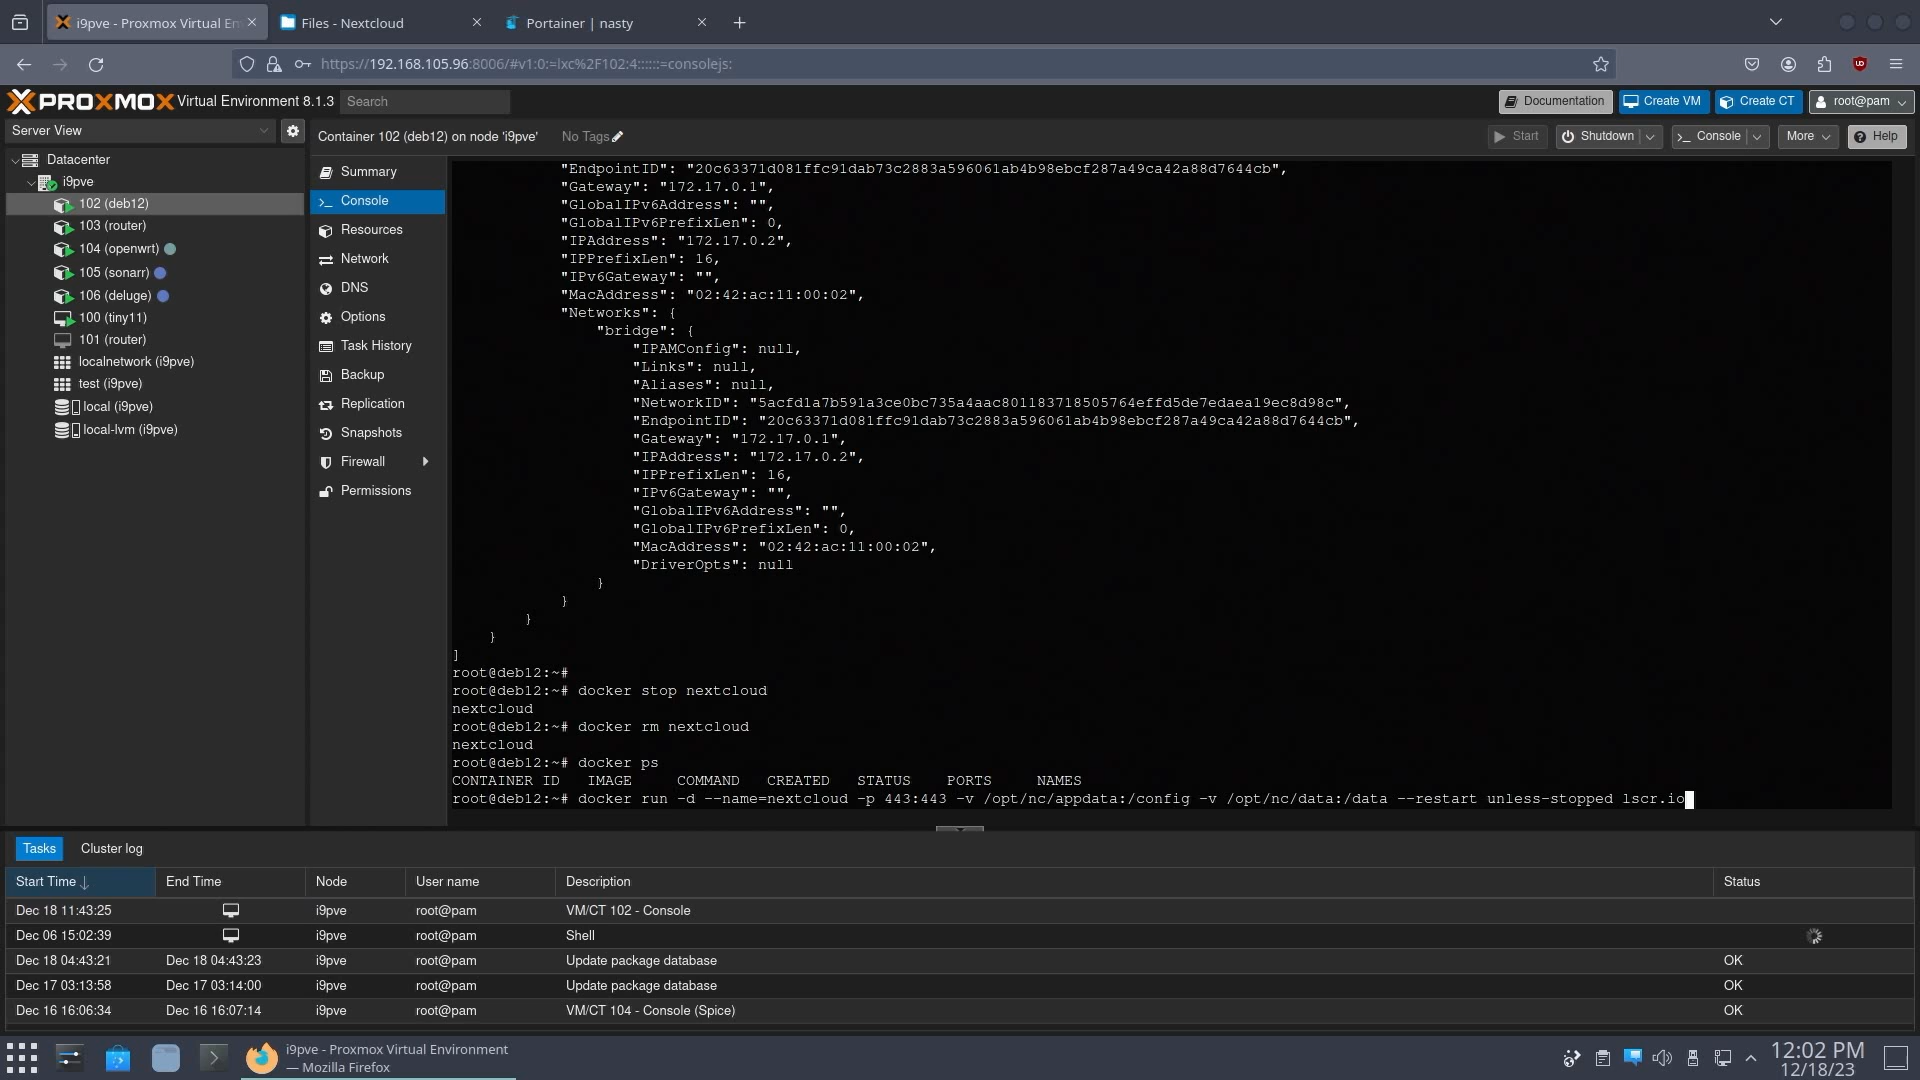 i9pve - Proxmox Virtual En
Files - Nextcloud
Portainer | nasty
https://192.168.105.96:8006/#v1:0:=lxc%2F102:4::::::=consolejs:
PROXMOX Virtual Environment 8.1.3
Search
Documentation
Create VM
Create CT
root@pam
Server View
Container 102 (deb12) on node 'i9pve'
No Tags
Start
Shutdown
Console
More
Help
Datacenter
i9pve
102 (deb12)
103 (router)
104 (openwrt)
105 (sonarr)
106 (deluge)
100 (tiny11)
101 (router)
localnetwork (i9pve)
test (i9pve)
local (i9pve)
local-lvm (i9pve)
Summary
Console
Resources
Network
DNS
Options
Task History
Backup
Replication
Snapshots
Firewall
Permissions
"EndpointID": "20c63371d081ffc91dab73c2883a596061ab4b98ebcf287a49ca42a88d7644cb",
"Gateway": "172.17.0.1",
"GlobalIPv6Address": "",
"GlobalIPv6PrefixLen": 0,
"IPAddress": "172.17.0.2",
"IPPrefixLen": 16,
"IPv6Gateway": "",
"MacAddress": "02:42:ac:11:00:02",
"Networks": {
"bridge": {
"IPAMConfig": null,
"Links": null,
"Aliases": null,
"NetworkID": "5acfd1a7b591a3ce0bc735a4aac801183718505764effd5de7edaea19ec8d98c",
"EndpointID": "20c63371d081ffc91dab73c2883a596061ab4b98ebcf287a49ca42a88d7644cb",
"Gateway": "172.17.0.1",
"IPAddress": "172.17.0.2",
"IPPrefixLen": 16,
"IPv6Gateway": "",
"GlobalIPv6Address": "",
"GlobalIPv6PrefixLen": 0,
"MacAddress": "02:42:ac:11:00:02",
"DriverOpts": null
}
}
}
}
]
root@deb12:~#
root@deb12:~# docker stop nextcloud
nextcloud
root@deb12:~# docker rm nextcloud
nextcloud
root@deb12:~# docker ps
CONTAINER ID   IMAGE     COMMAND   CREATED   STATUS    PORTS     NAMES
root@deb12:~# docker run -d --name=nextcloud -p 443:443 -v /opt/nc/appdata:/config -v /opt/nc/data:/data --restart unless-stopped lscr.io
Tasks
Cluster log
Start Time
End Time
Node
User name
Description
Status
Dec 18 11:43:25 i9pve root@pam VM/CT 102 - Console
Dec 06 15:02:39 i9pve root@pam Shell
Dec 18 04:43:21 Dec 18 04:43:23 i9pve root@pam Update package database OK
Dec 17 03:13:58 Dec 17 03:14:00 i9pve root@pam Update package database OK
Dec 16 16:06:34 Dec 16 16:07:14 i9pve root@pam VM/CT 104 - Console (Spice) OK
i9pve - Proxmox Virtual Environment
— Mozilla Firefox
12:02 PM
12/18/23